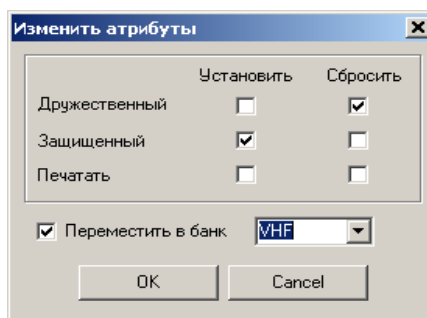 Изменить атрибуты
Установить Сбросить
Дружественный
Защищенный
Печатать
Переместить в банк VHF
OK Cancel